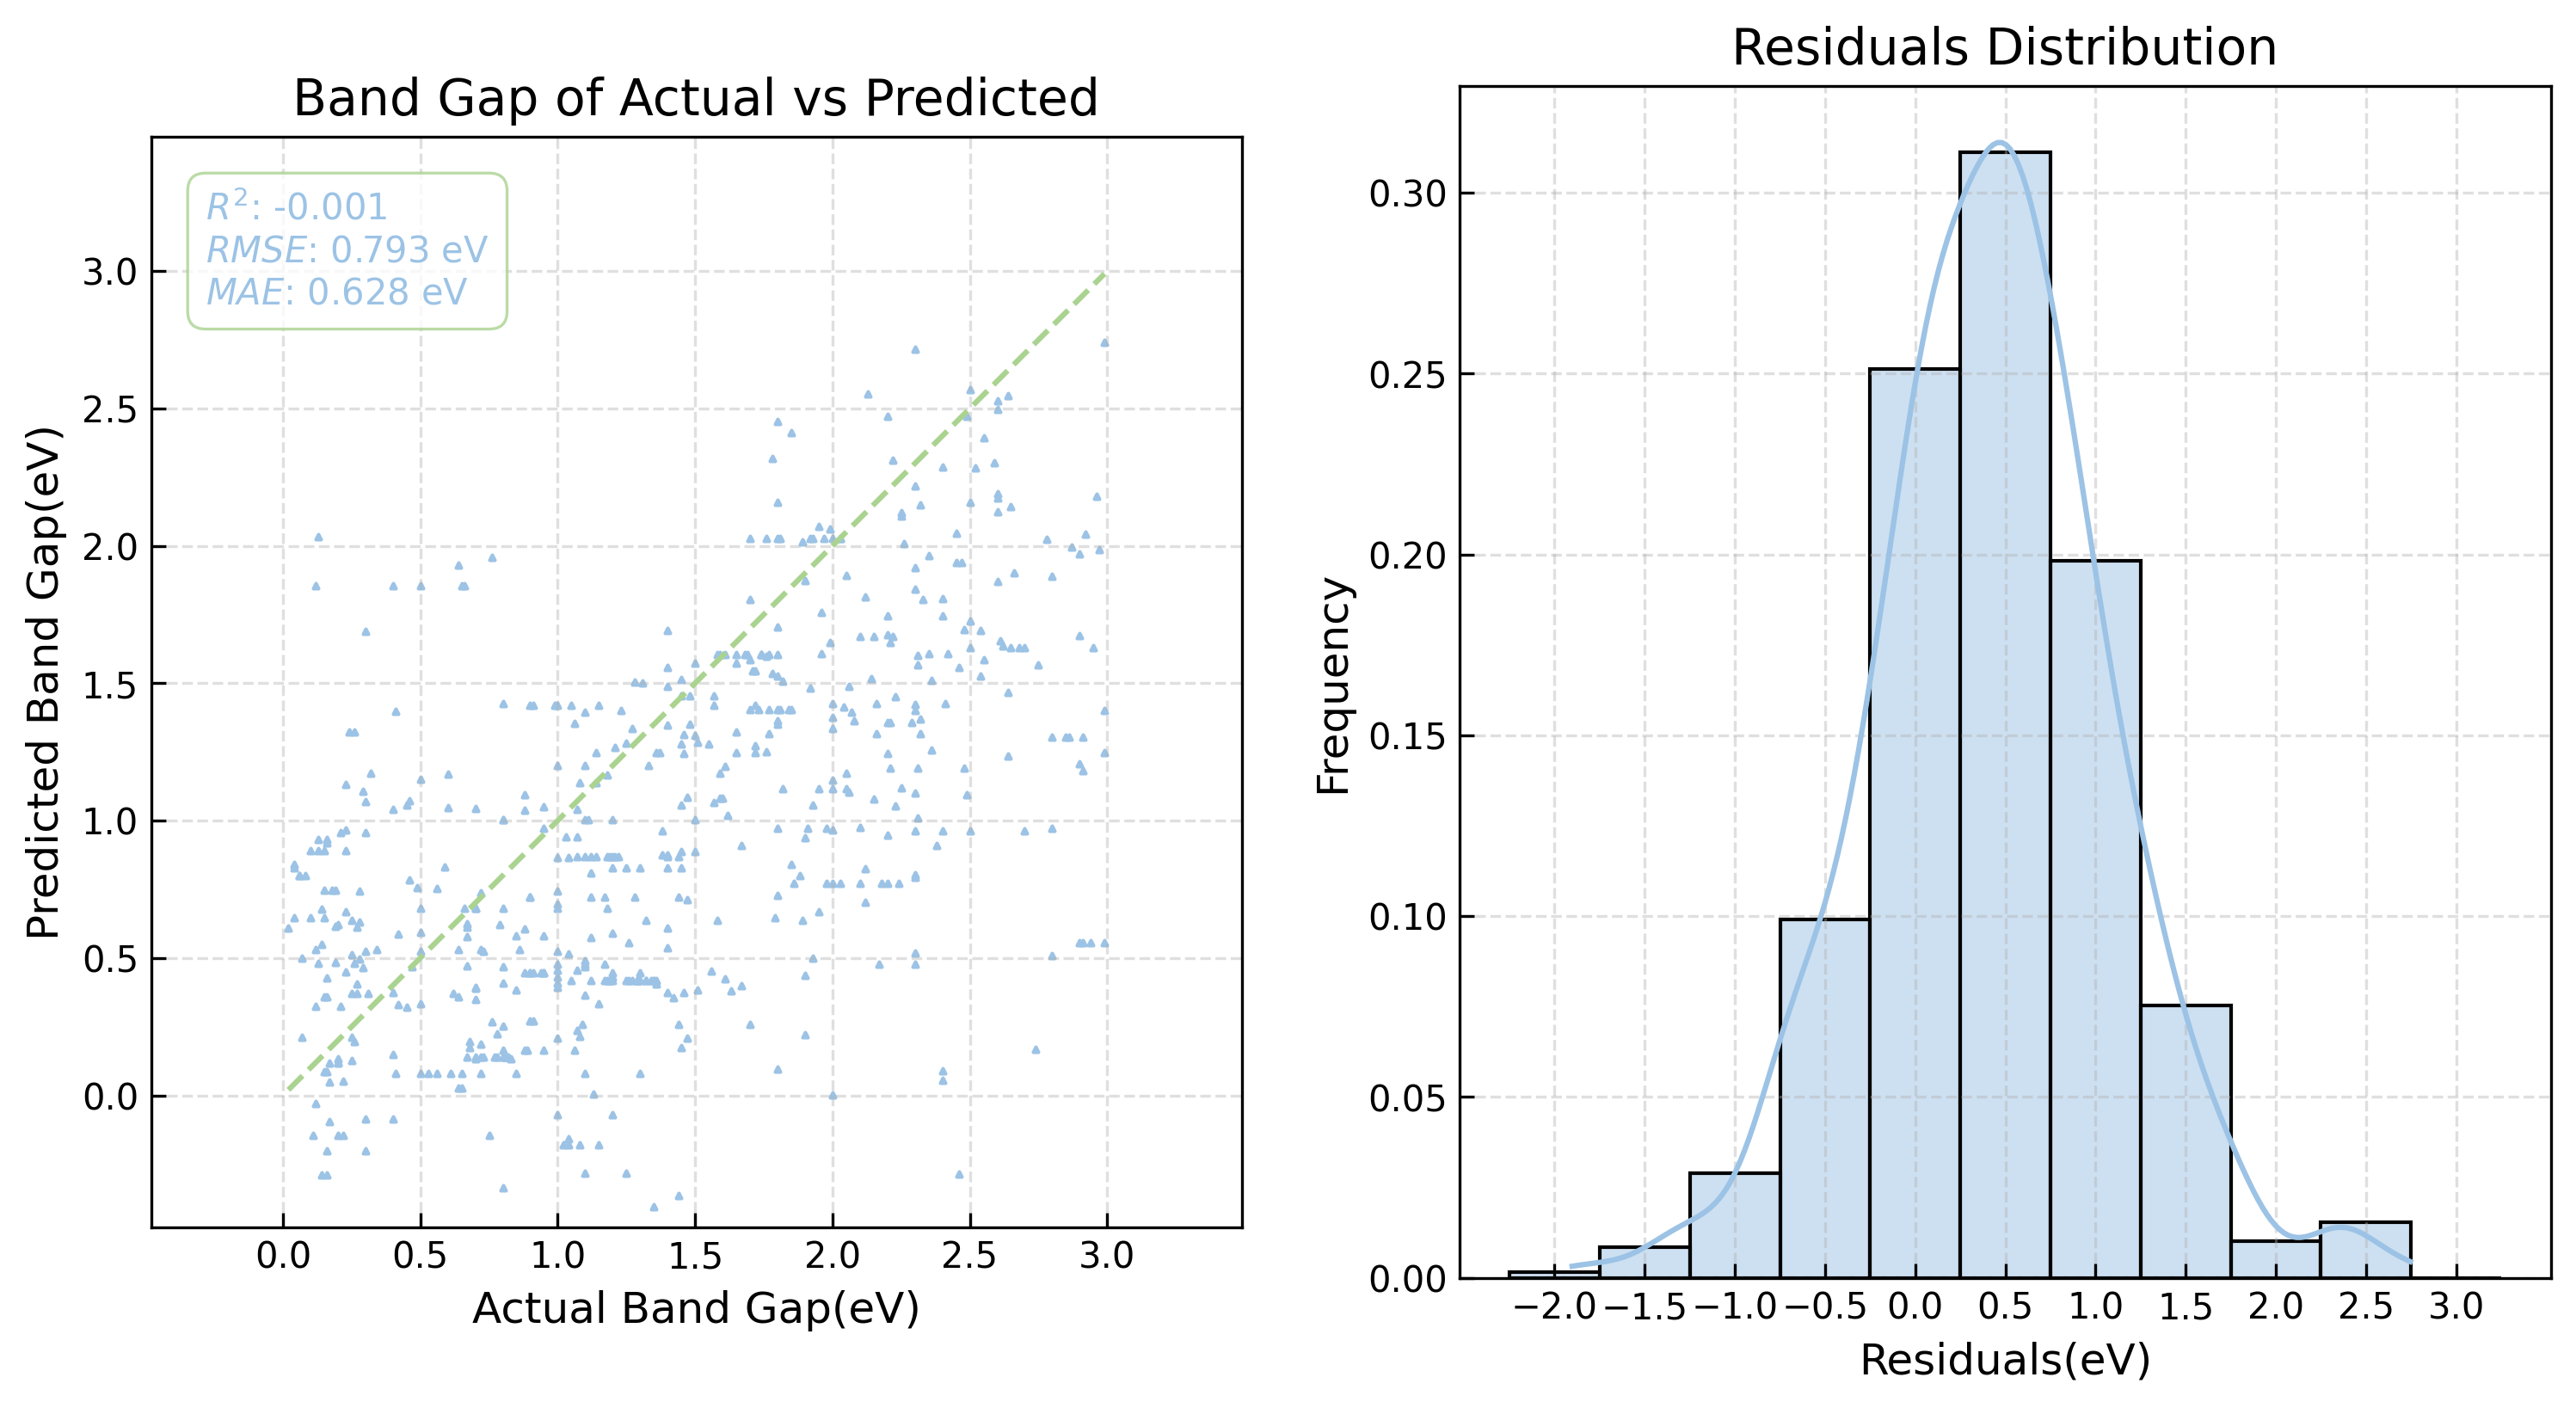 Band Gap of Actual vs Predicted
R²: -0.001
RMSE: 0.793 eV
MAE: 0.628 eV
Predicted Band Gap(eV)
3.0
2.5
2.0
1.5
1.0
0.5
0.0
0.0 0.5 1.0 1.5 2.0 2.5 3.0
Actual Band Gap(eV)
Residuals Distribution
Frequency
0.30
0.25
0.20
0.15
0.10
0.05
0.00
−2.0 −1.5 −1.0 −0.5 0.0 0.5 1.0 1.5 2.0 2.5 3.0
Residuals(eV)